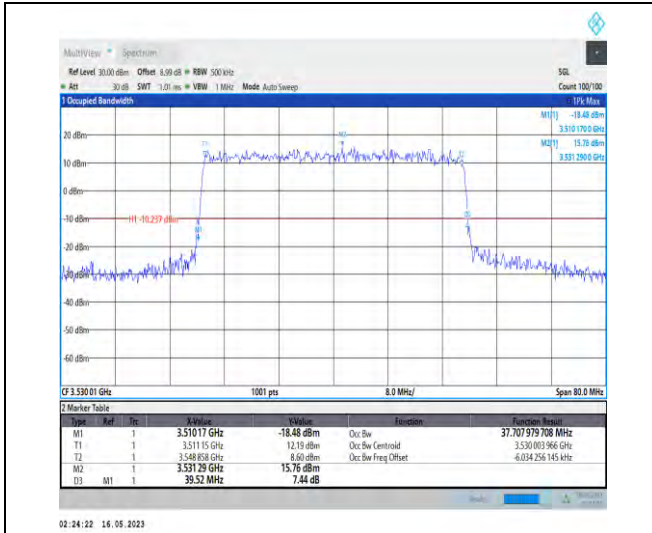 MultiView Spectrum
Ref Level 30.00 dBm Offset 8.99 dB RBW 500 kHz SGL
Att 30 dB SWT 1.01 ms VBW 1 MHz Mode Auto Sweep Count 100/100
1 Occupied Bandwidth 1Pk Max
M1[1] -18.48 dBm
3.510 170 0 GHz
M2[1] 15.76 dBm
3.531 290 0 GHz
M2
T1
T2
20 dBm
10 dBm
0 dBm
-10 dBm
H1 -10.237 dBm
M1
D3
-20 dBm
-30 dBm
-40 dBm
-50 dBm
-60 dBm
CF 3.530 01 GHz 1001 pts 8.0 MHz/ Span 80.0 MHz
2 Marker Table
Type Ref Trc X-Value Y-Value Function Function Result
M1 1 3.51017 GHz -18.48 dBm Occ Bw 37.707 979 708 MHz
T1 1 3.511 15 GHz 12.19 dBm Occ Bw Centroid 3.530 003 966 GHz
T2 1 3.548 858 GHz 8.60 dBm Occ Bw Freq Offset -6.034 256 145 kHz
M2 1 3.531 29 GHz 15.76 dBm
D3 M1 1 39.52 MHz 7.44 dB
02:24:22 16.05.2023